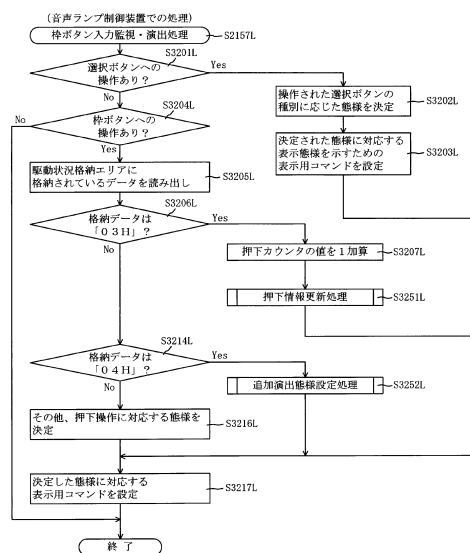 (音声ランプ制御装置での処理)
枠ボタン入力監視・演出処理
S2157L
S3201L
選択ボタンへの
操作あり?
Yes
No
操作された選択ボタンの
種別に応じた態様を決定
S3202L
S3204L
枠ボタンへの
操作あり?
No
Yes
決定された態様に対応する
表示態様を示すための
表示用コマンドを設定
S3203L
駆動状況格納エリアに
格納されているデータを読み出し
S3205L
S3206L
格納データは
「03H」?
Yes
No
押下カウンタの値を1加算
S3207L
押下情報更新処理
S3251L
S3214L
格納データは
「04H」?
Yes
No
追加演出態様設定処理
S3252L
その他、押下操作に対応する態様を
決定
S3216L
決定した態様に対応する
表示用コマンドを設定
S3217L
終了